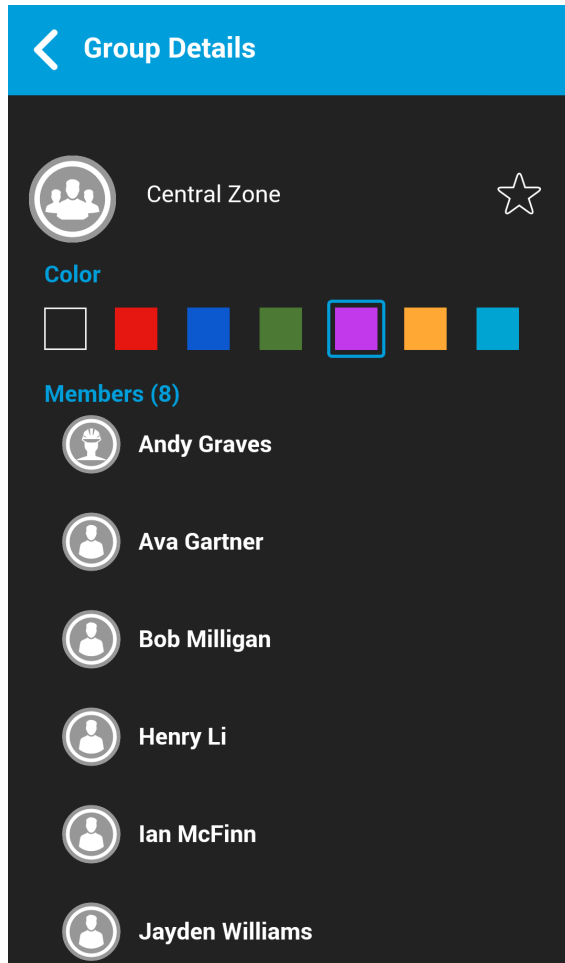 Group Details
Central Zone
Color
Members (8)
Andy Graves
Ava Gartner
Bob Milligan
Henry Li
Ian McFinn
Jayden Williams